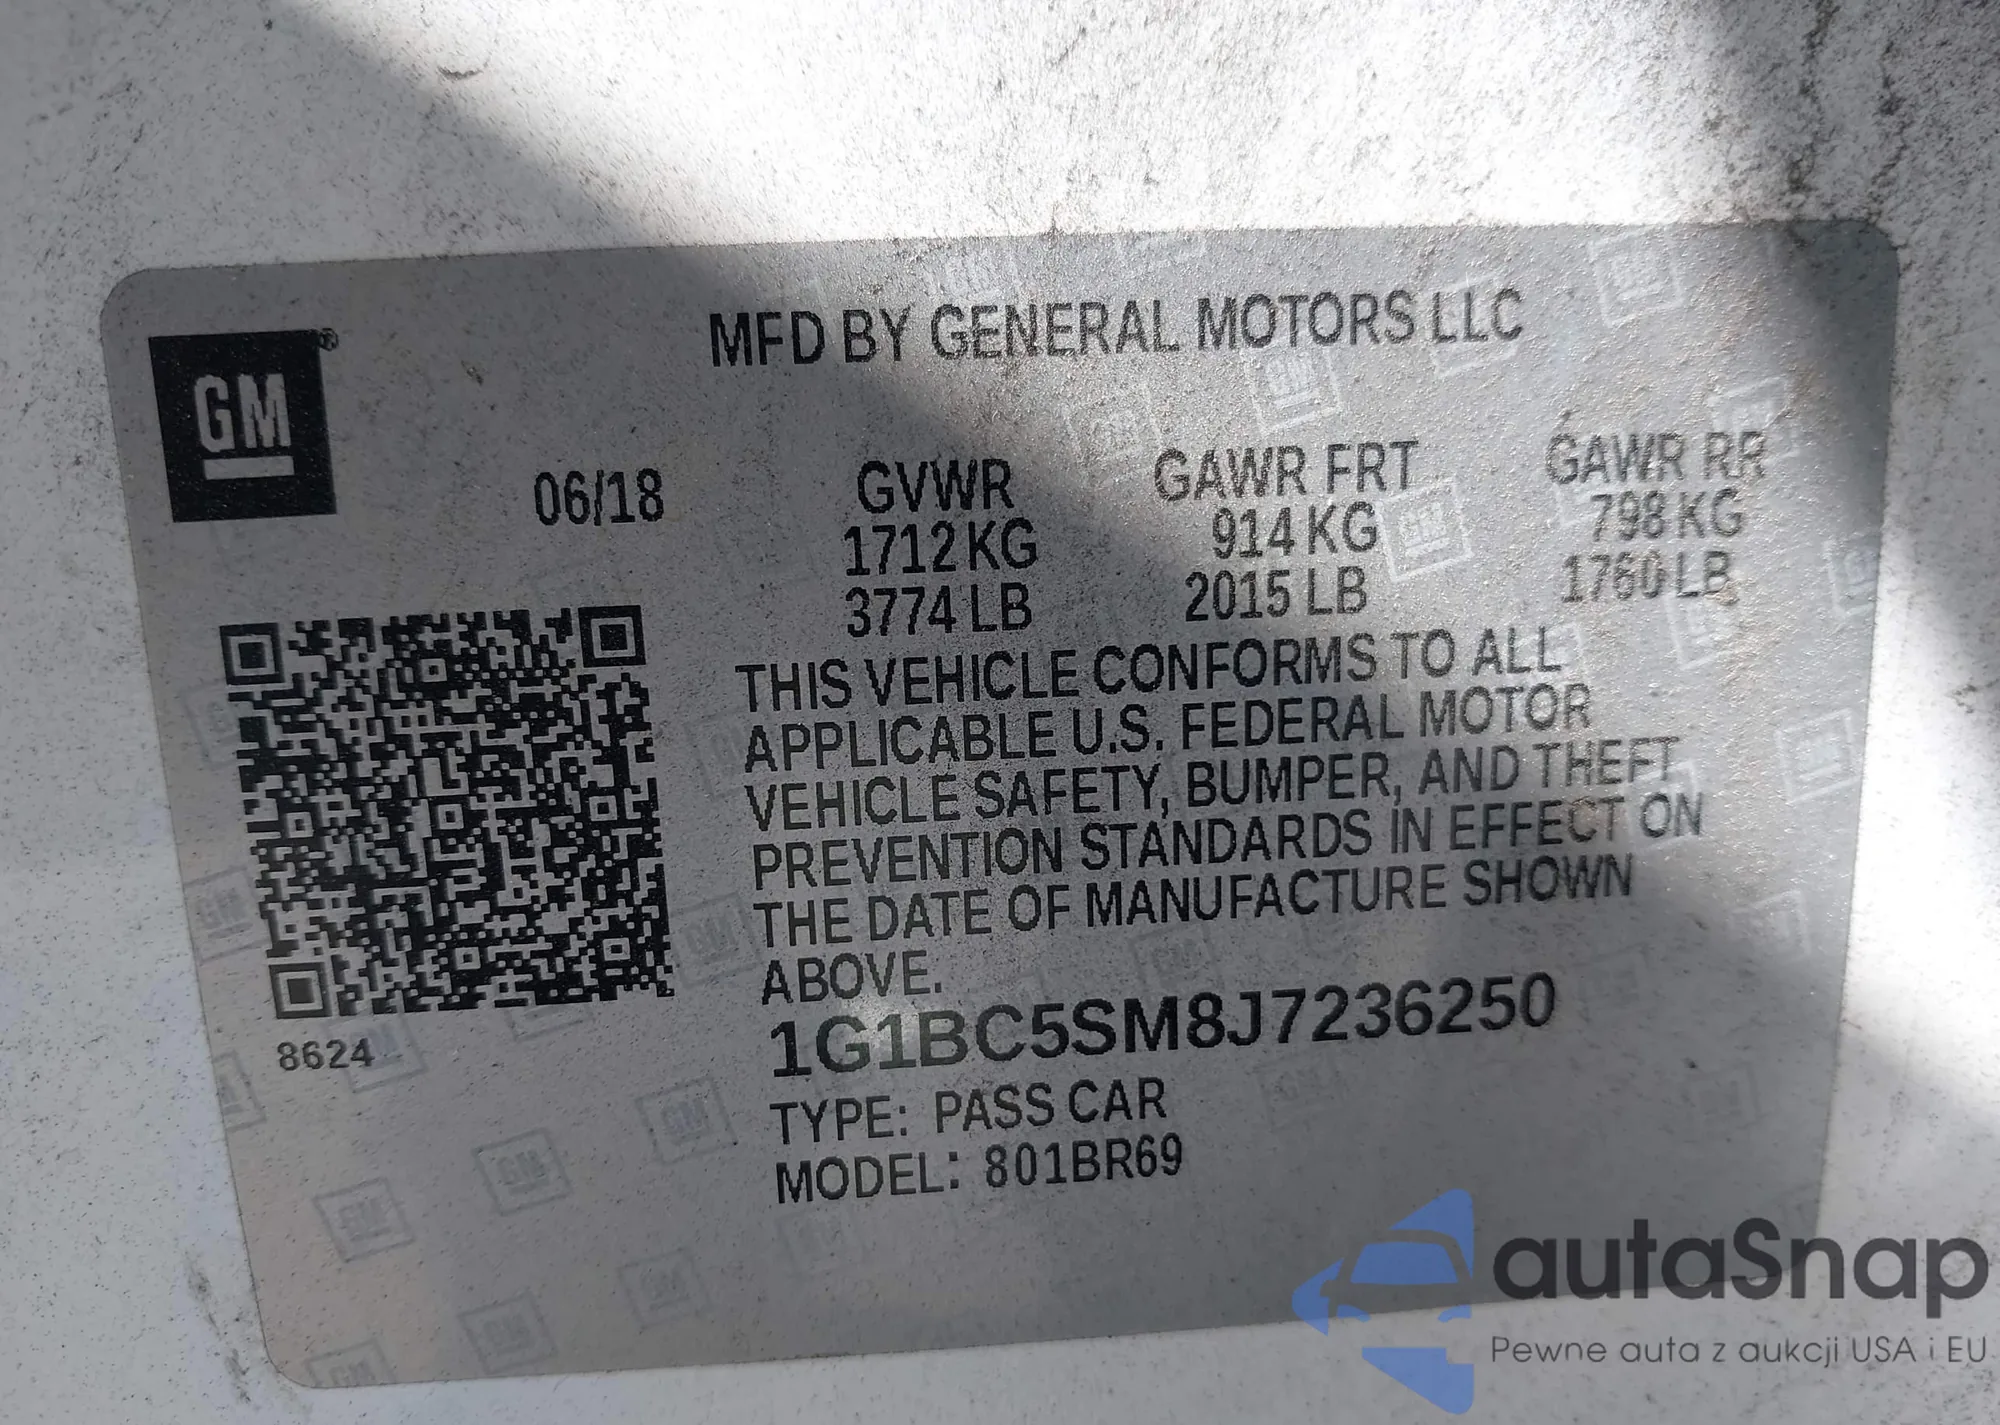 MFD BY GENERAL MOTORS LLC
GM
®
06/18
GVWR
1712 KG
3774 LB
GAWR FRT
914 KG
2015 LB
GAWR RR
798 KG
1760 LB
THIS VEHICLE CONFORMS TO ALL
APPLICABLE U.S. FEDERAL MOTOR
VEHICLE SAFETY, BUMPER, AND THEFT
PREVENTION STANDARDS IN EFFECT ON
THE DATE OF MANUFACTURE SHOWN
ABOVE.
1G1BC5SM8J7236250
TYPE: PASS CAR
MODEL: 801BR69
8624
autaSnap
Pewne auta z aukcji USA i EU